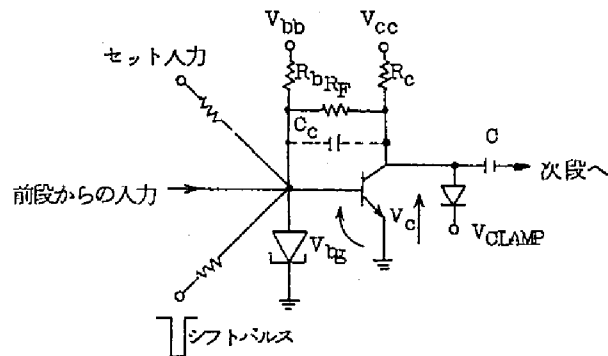 V_bb
V_cc
セット入力
R_b
R_F
R_c
C_c
C
前段からの入力
次段へ
V_c
V_bg
V_CLAMP
シフトパルス